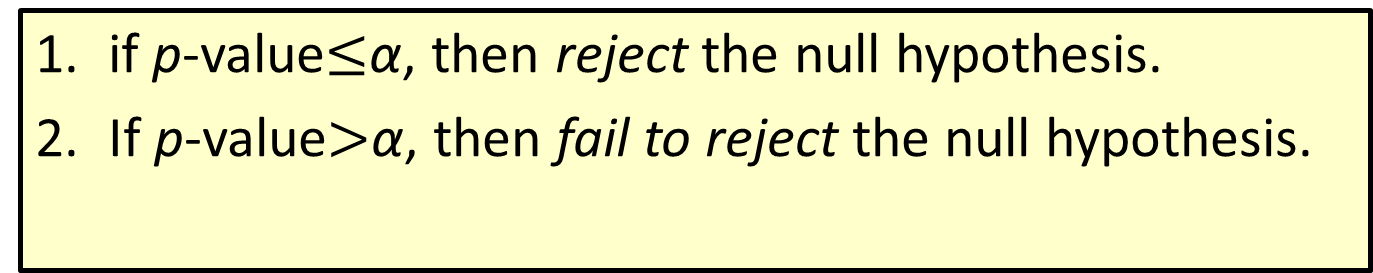 1. if p-value≤α, then reject the null hypothesis.
2. If p-value>α, then fail to reject the null hypothesis.